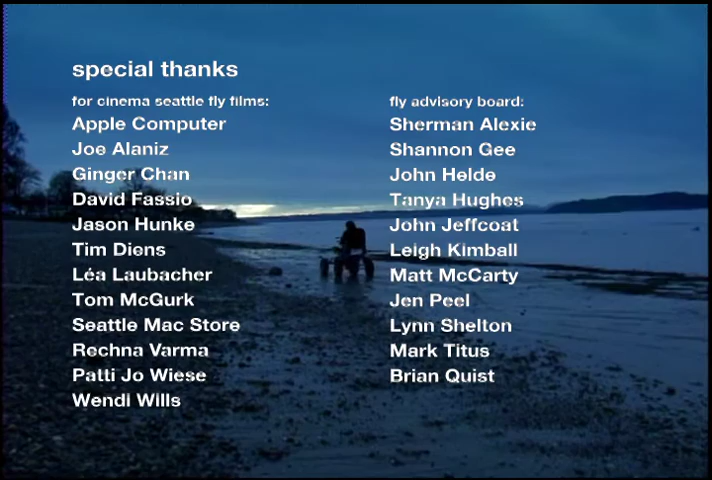 special thanks
for cinema seattle fly films:
Apple Computer
Joe Alaniz
Ginger Chan
David Fassio
Jason Hunke
Tim Diens
Léa Laubacher
Tom McGurk
Seattle Mac Store
Rechna Varma
Patti Jo Wiese
Wendi Wills
fly advisory board:
Sherman Alexie
Shannon Gee
John Helde
Tanya Hughes
John Jeffcoat
Leigh Kimball
Matt McCarty
Jen Peel
Lynn Shelton
Mark Titus
Brian Quist